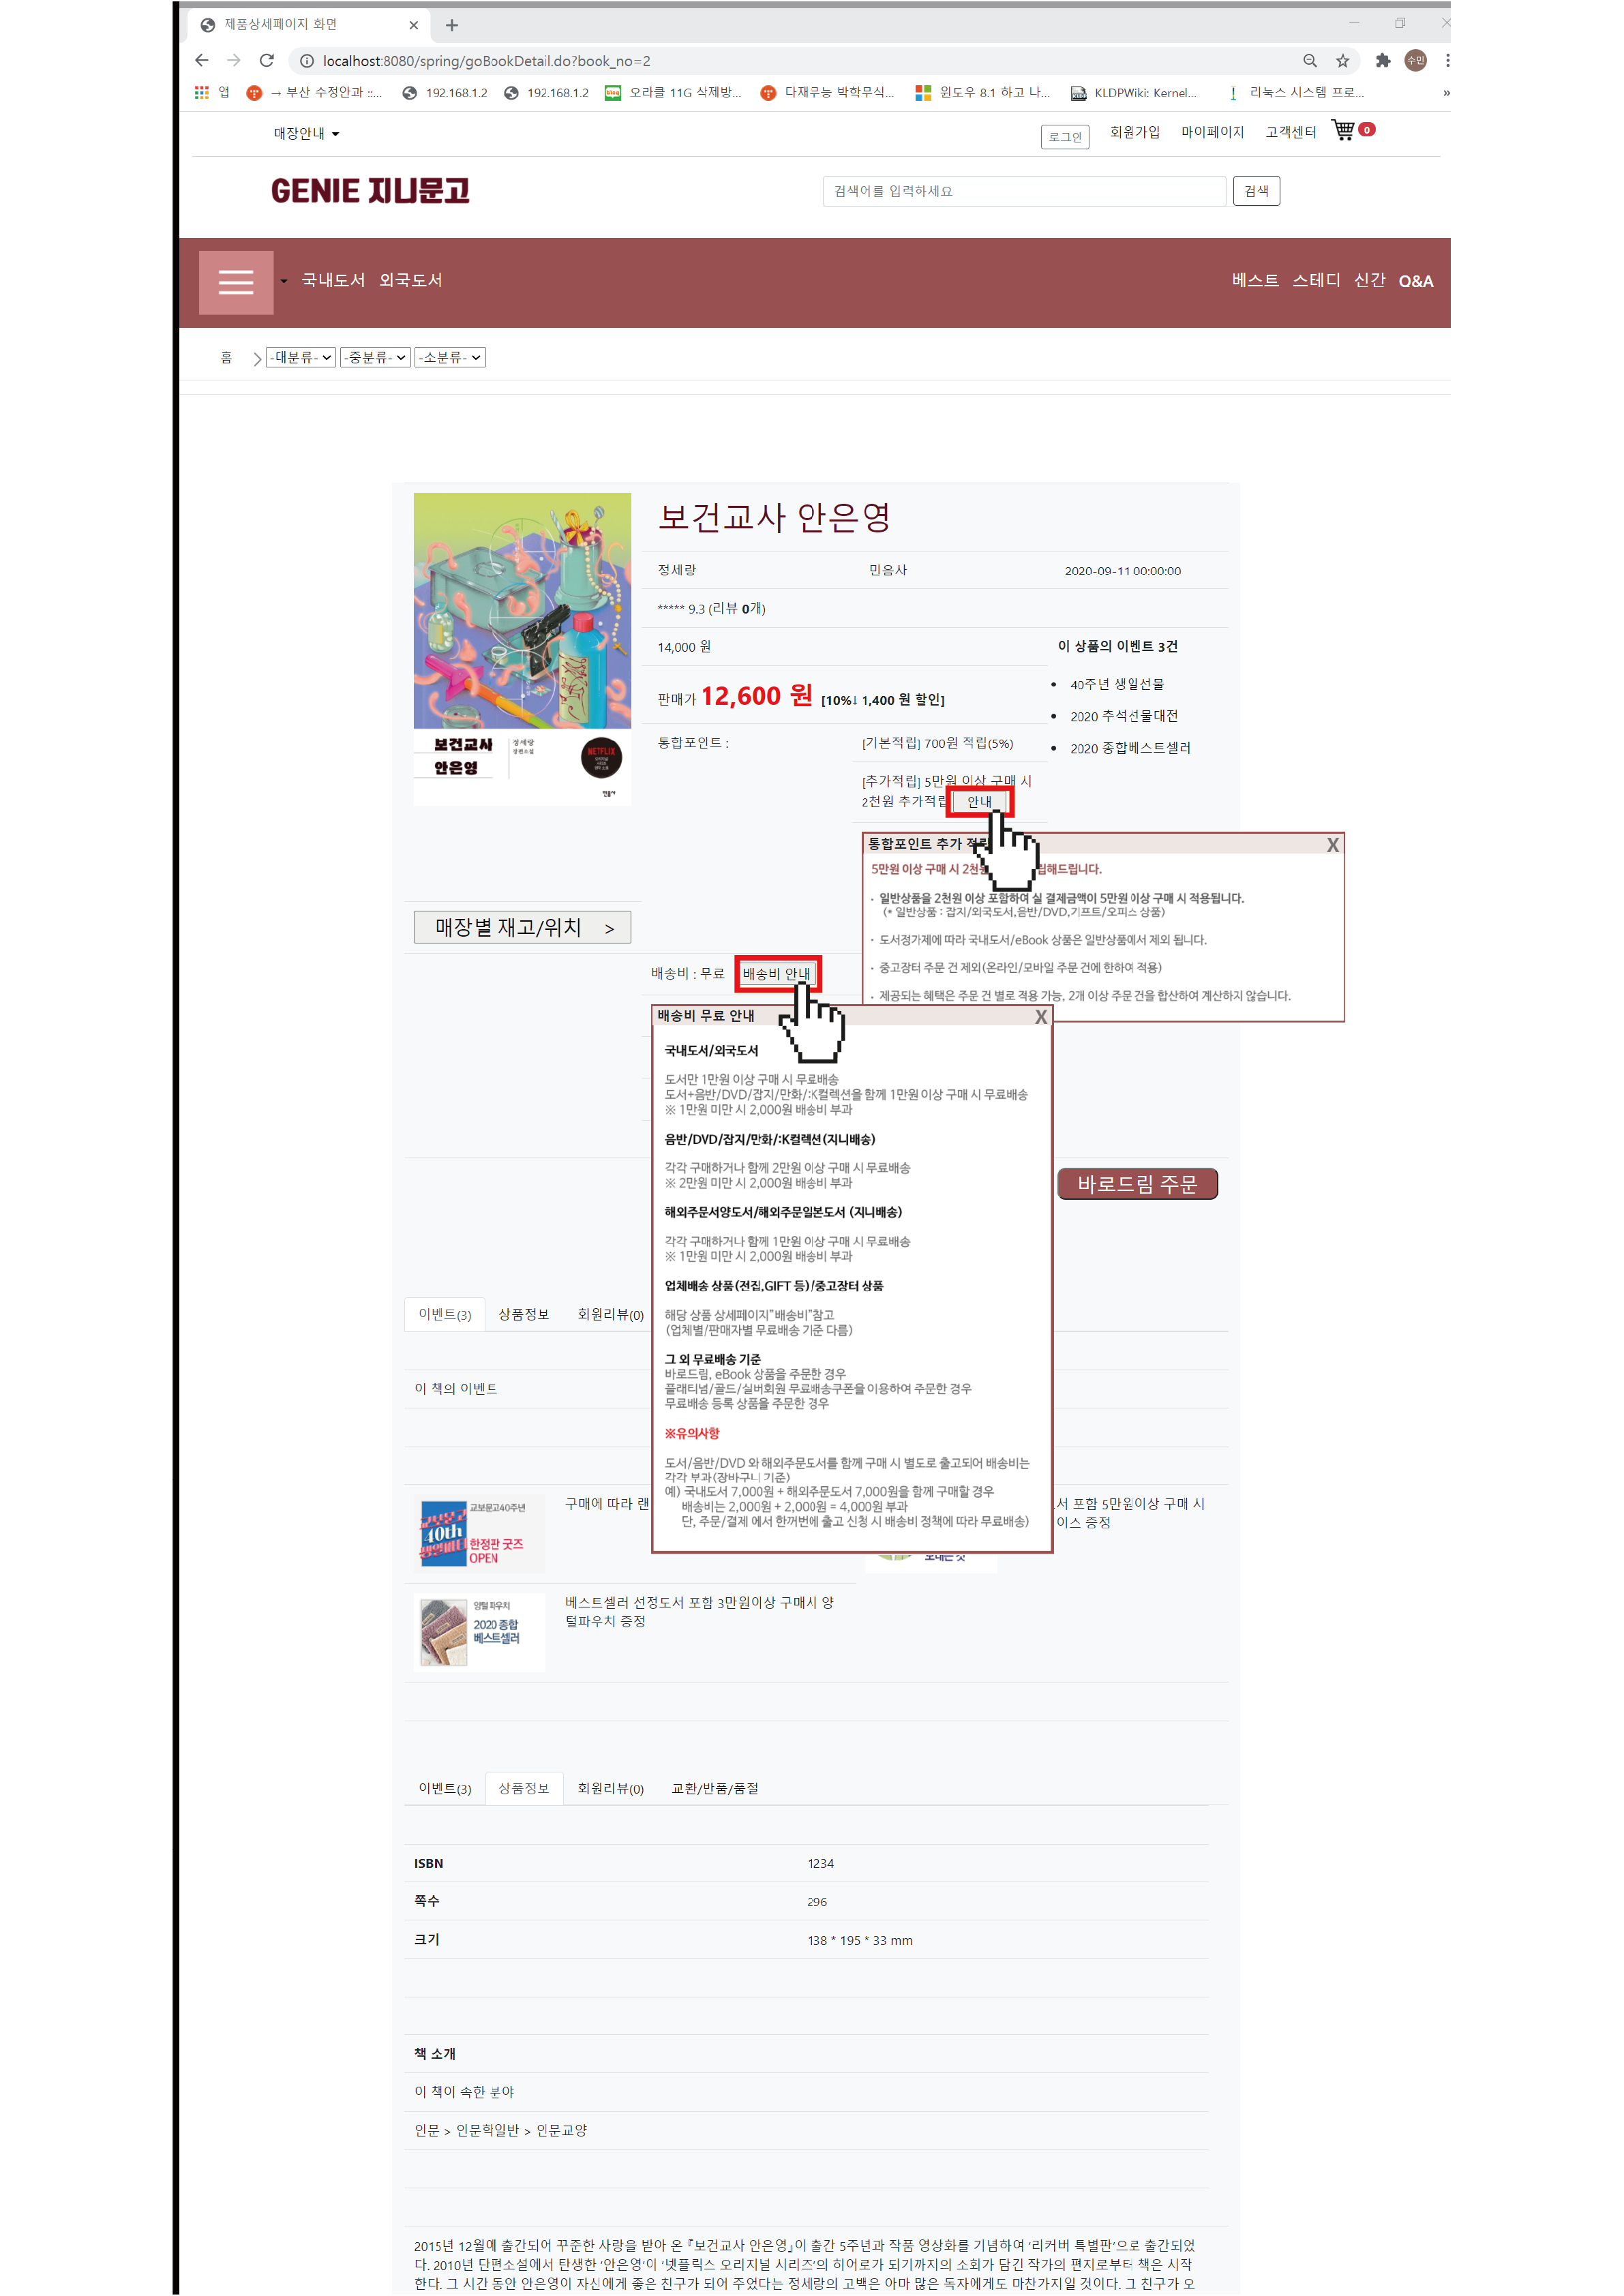 제품상세페이지 화면
localhost:8080/spring/goBookDetail.do?book_no=2
수민
앱
→ 부산 수정안과 ::...
192.168.1.2
192.168.1.2
오라클 11G 삭제방...
다재무능 박학무식...
윈도우 8.1 하고 나...
KLDPWiki: Kernel...
리눅스 시스템 프로...
»
매장안내
로그인
회원가입
마이페이지
고객센터
0
GENIE 지니문고
검색어를 입력하세요
검색
국내도서
외국도서
베스트
스테디
신간
Q&A
홈
-대분류-
-중분류-
-소분류-
보건교사 안은영
정세랑
민음사
2020-09-11 00:00:00
***** 9.3 (리뷰 0개)
14,000 원
이 상품의 이벤트 3건
판매가 12,600 원 [10%↓ 1,400 원 할인]
• 40주년 생일선물
• 2020 추석선물대전
• 2020 종합베스트셀러
통합포인트 :
[기본적립] 700원 적립(5%)
[추가적립] 5만원 이상 구매 시
2천원 추가적립
안내
보건교사
안은영
정세랑
장편소설
NETFLIX
민음사
통합포인트 추가
X
5만원 이상 구매 시 2천
립해드립니다.
· 일반상품을 2천원 이상 포함하여 실 결제금액이 5만원 이상 구매 시 적용됩니다.
(* 일반상품 : 잡지/외국도서,음반/DVD,기프트/오피스 상품)
· 도서정가제에 따라 국내도서/eBook 상품은 일반상품에서 제외 됩니다.
· 중고장터 주문 건 제외(온라인/모바일 주문 건에 한하여 적용)
· 제공되는 혜택은 주문 건 별로 적용 가능, 2개 이상 주문 건을 합산하여 계산하지 않습니다.
매장별 재고/위치 >
배송비 : 무료
배송비 안내
배송비 무료 안내
X
국내도서/외국도서
도서만 1만원 이상 구매 시 무료배송
도서+음반/DVD/잡지/만화/:K컬렉션을 함께 1만원 이상 구매 시 무료배송
※ 1만원 미만 시 2,000원 배송비 부과
음반/DVD/잡지/만화/:K컬렉션(지니배송)
각각 구매하거나 함께 2만원 이상 구매 시 무료배송
※ 2만원 미만 시 2,000원 배송비 부과
해외주문서양도서/해외주문일본도서 (지니배송)
각각 구매하거나 함께 1만원 이상 구매 시 무료배송
※ 1만원 미만 시 2,000원 배송비 부과
업체배송 상품(전집,GIFT 등)/중고장터 상품
해당 상품 상세페이지"배송비"참고
(업체별/판매자별 무료배송 기준 다름)
그 외 무료배송 기준
바로드림, eBook 상품을 주문한 경우
플래티넘/골드/실버회원 무료배송쿠폰을 이용하여 주문한 경우
무료배송 등록 상품을 주문한 경우
※유의사항
도서/음반/DVD 와 해외주문도서를 함께 구매 시 별도로 출고되어 배송비는
각각 부과(장바구니 기준)
예) 국내도서 7,000원 + 해외주문도서 7,000원을 함께 구매할 경우
배송비는 2,000원 + 2,000원 = 4,000원 부과
단, 주문/결제 에서 한꺼번에 출고 신청 시 배송비 정책에 따라 무료배송)
바로드림 주문
이벤트(3)
상품정보
회원리뷰(0)
이 책의 이벤트
교보문고40주년
40th
한정판 굿즈
OPEN
구매에 따라 랜
서 포함 5만원이상 구매 시
이스 증정
양털 파우치
2020 종합
베스트셀러
베스트셀러 선정도서 포함 3만원이상 구매시 양
털파우치 증정
이벤트(3)
상품정보
회원리뷰(0)
교환/반품/품절
ISBN
1234
쪽수
296
크기
138 * 195 * 33 mm
책 소개
이 책이 속한 분야
인문 > 인문학일반 > 인문교양
2015년 12월에 출간되어 꾸준한 사랑을 받아 온 『보건교사 안은영』이 출간 5주년과 작품 영상화를 기념하여 '리커버 특별판'으로 출간되었
다. 2010년 단편소설에서 탄생한 '안은영'이 '넷플릭스 오리지널 시리즈'의 히어로가 되기까지의 소회가 담긴 작가의 편지로부터 책은 시작
한다. 그 시간 동안 안은영이 자신에게 좋은 친구가 되어 주었다는 정세랑의 고백은 아마 많은 독자에게도 마찬가지일 것이다. 그 친구가 오